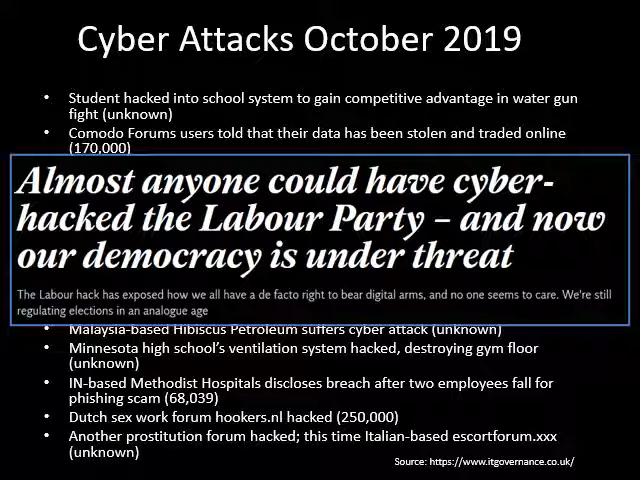 Cyber Attacks October 2019
• Student hacked into school system to gain competitive advantage in water gun
fight (unknown)
• Comodo Forums users told that their data has been stolen and traded online
(170,000)
Almost anyone could have cyber-
hacked the Labour Party – and now
our democracy is under threat
The Labour hack has exposed how we all have a de facto right to bear digital arms, and no one seems to care. We're still
regulating elections in an analogue age
• Malaysia-based Hibiscus Petroleum suffers cyber attack (unknown)
• Minnesota high school’s ventilation system hacked, destroying gym floor
(unknown)
• IN-based Methodist Hospitals discloses breach after two employees fall for
phishing scam (68,039)
• Dutch sex work forum hookers.nl hacked (250,000)
• Another prostitution forum hacked; this time Italian-based escortforum.xxx
(unknown)
Source: https://www.itgovernance.co.uk/